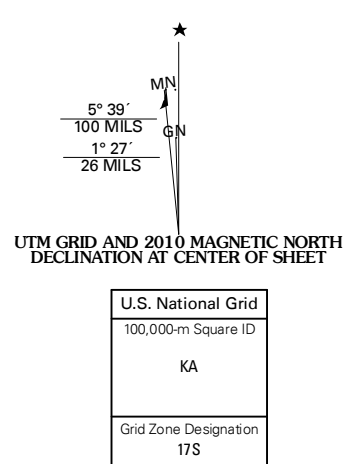 MN
5° 39´
100 MILS
GN
1° 27´
26 MILS
UTM GRID AND 2010 MAGNETIC NORTH
DECLINATION AT CENTER OF SHEET
U.S. National Grid
100,000-m Square ID
KA
Grid Zone Designation
17S